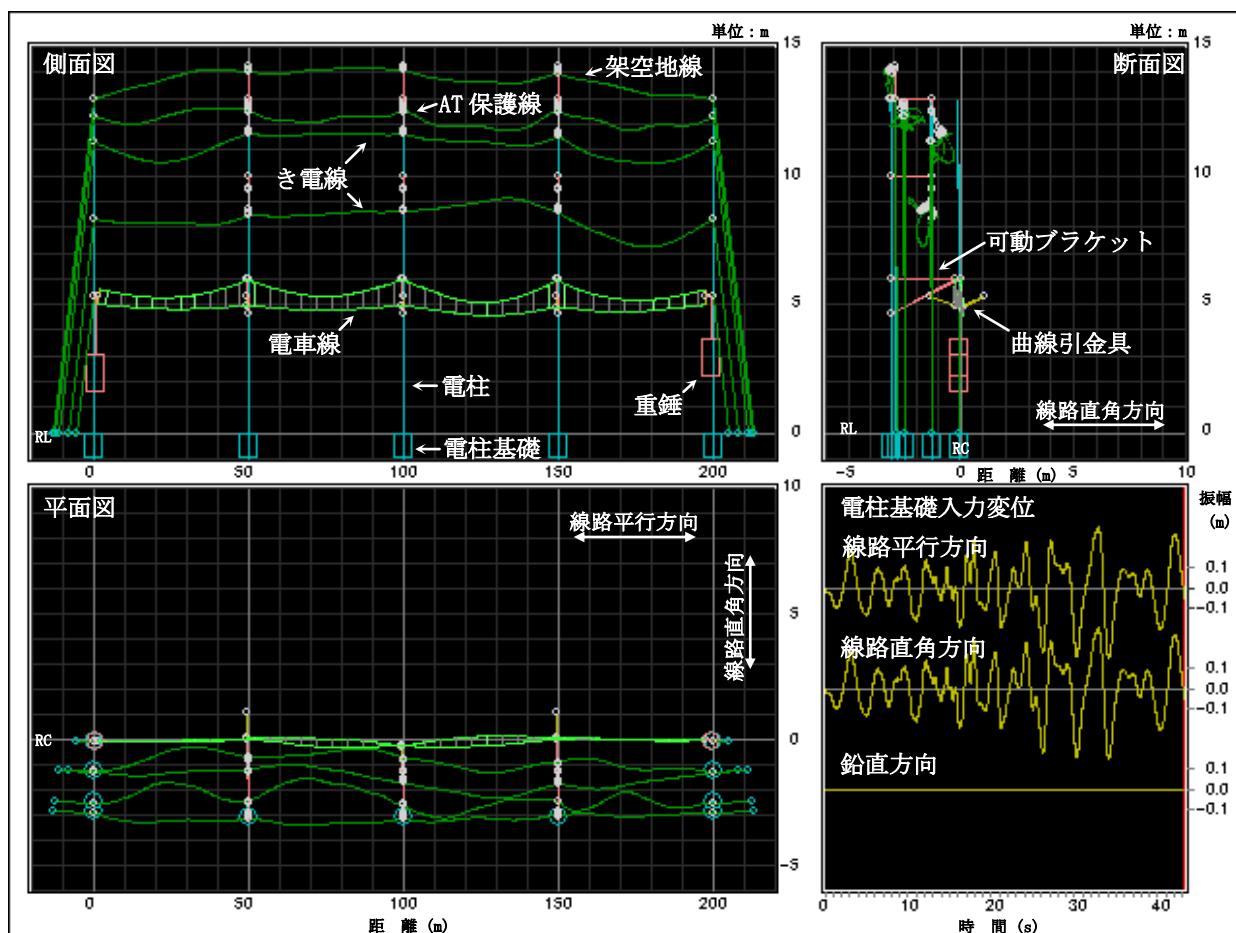 単位：m
側面図
架空地線
AT保護線
き電線
電車線
電柱
重錘
電柱基礎
RL
15
10
5
0
0 50 100 150 200
単位：m
断面図
可動ブラケット
曲線引金具
線路直角方向
RL
RC
15
10
5
0
-5 0 5 10
距 離 (m)
平面図
線路平行方向
線路直角方向
RC
10
5
0
-5
0 50 100 150 200
距 離 (m)
電柱基礎入力変位
振幅
(m)
線路平行方向
0.1
0.0
-0.1
線路直角方向
0.1
0.0
-0.1
鉛直方向
0.1
0.0
-0.1
0 10 20 30 40
時 間 (s)